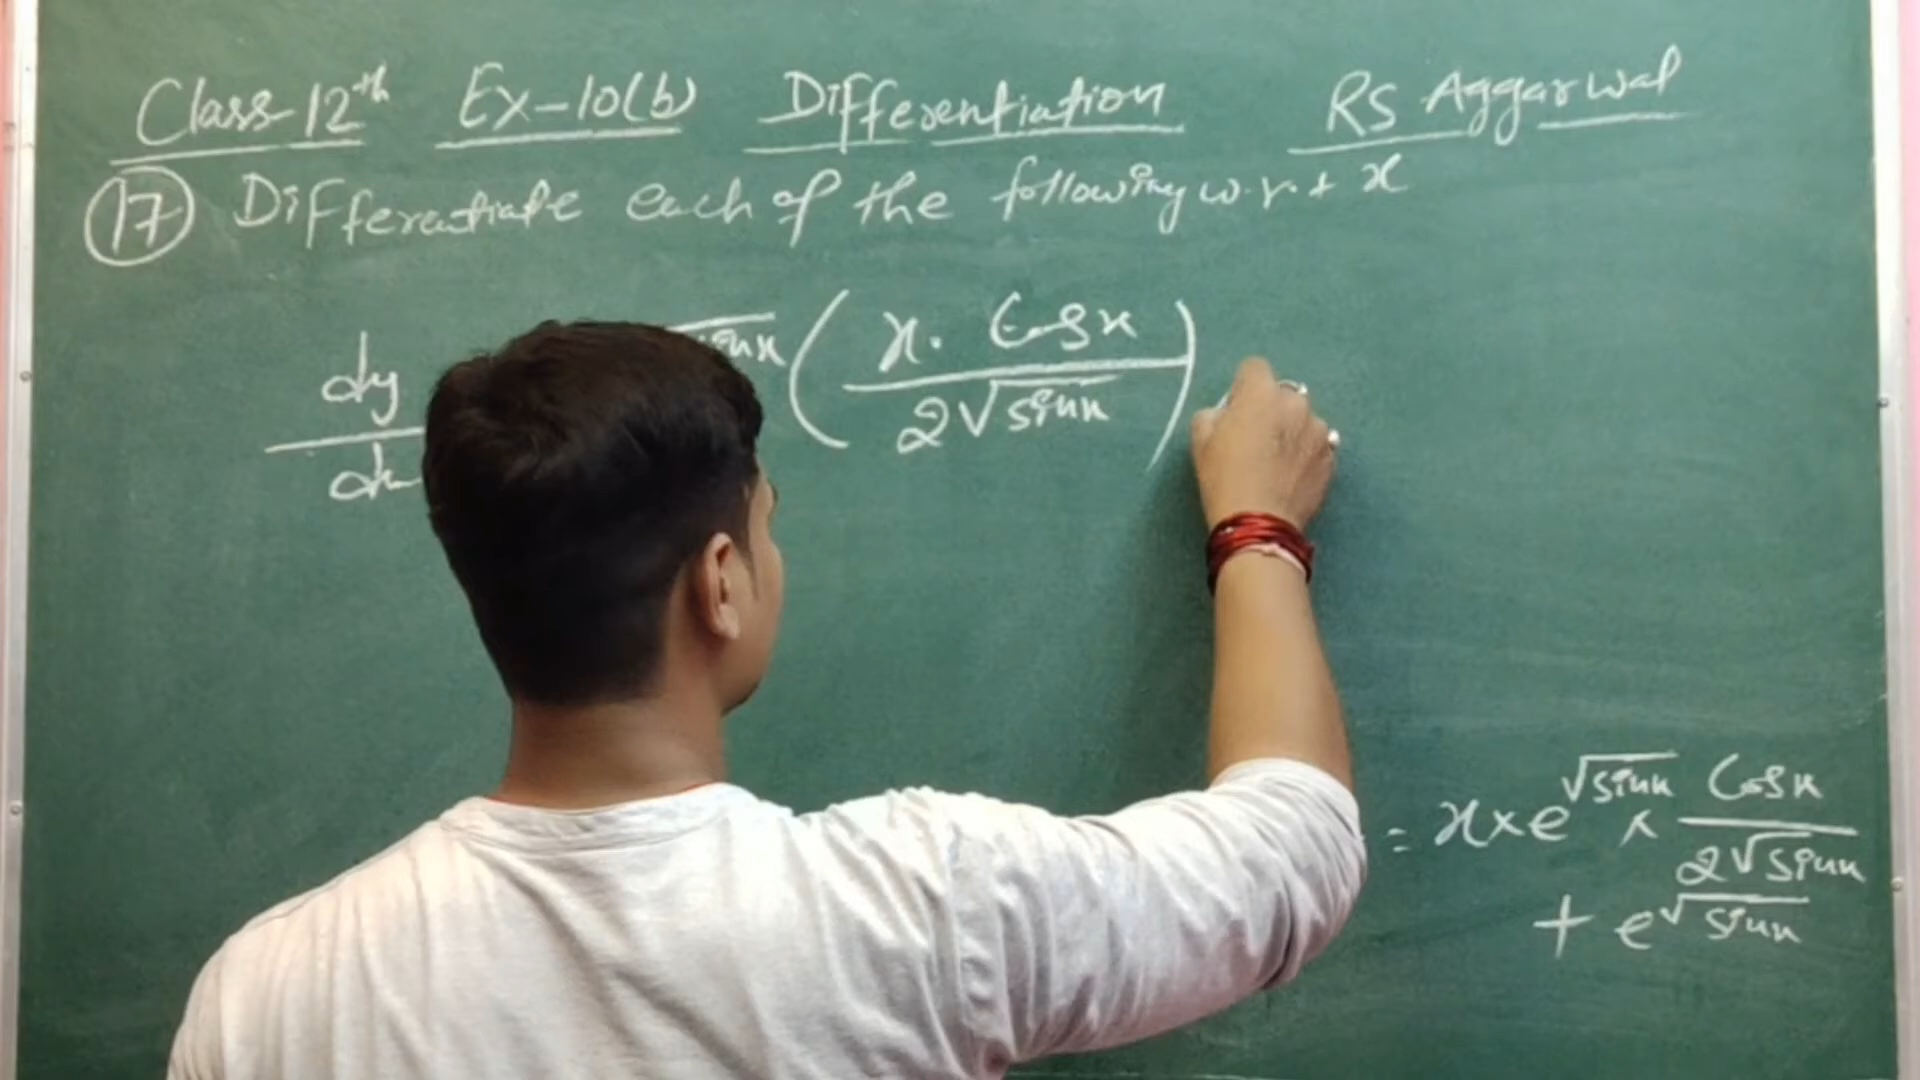 Class-12th Ex-10(b) Differentiation RS Aggarwal
17 Differentiate each of the following w.r.t x
dy/dx √sinx ( x. Cosx / 2√sinx )
= x × e^√sinx × Cosx / 2√sinx
+ e^√sinx